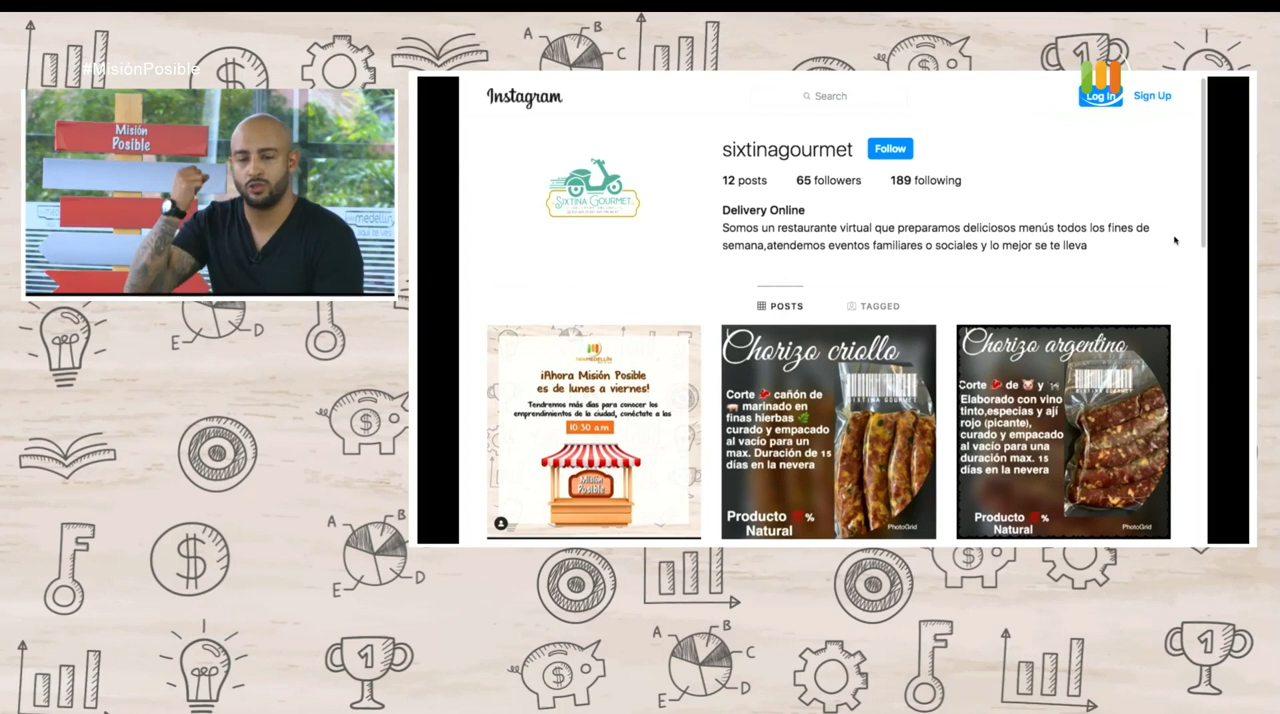 #MisiónPosible
Misión
Posible
medellín
Instagram
Search
Log In
Sign Up
sixtinagourmet
Follow
12 posts
65 followers
189 following
Delivery Online
Somos un restaurante virtual que preparamos deliciosos menús todos los fines de
semana,atendemos eventos familiares o sociales y lo mejor se te lleva
POSTS
TAGGED
SIXTINA GOURMET
¡Ahora Misión Posible
es de lunes a viernes!
Tendremos más días para conocer los
emprendimientos de la ciudad, conéctate a las
10:30 a.m.
Misión
Posible
Chorizo criollo
Corte 🥩 cañón de
🐖 marinado en
finas hierbas 🌿
curado y empacado
al vacío para un
max. Duración de 15
días en la nevera
SIXTINA GOURMET
Producto 💯%
Natural
PhotoGrid
Chorizo argentino
Corte 🥩 de 🐷 y 🐄
Elaborado con vino
tinto,especias y ají
rojo (picante),
curado y empacado
al vacío para una
duración max. 15
días en la nevera
Producto 💯%
Natural
PhotoGrid
A
B
C
E
D
A
B
E
D
A
B
C
E
D
1
1
1